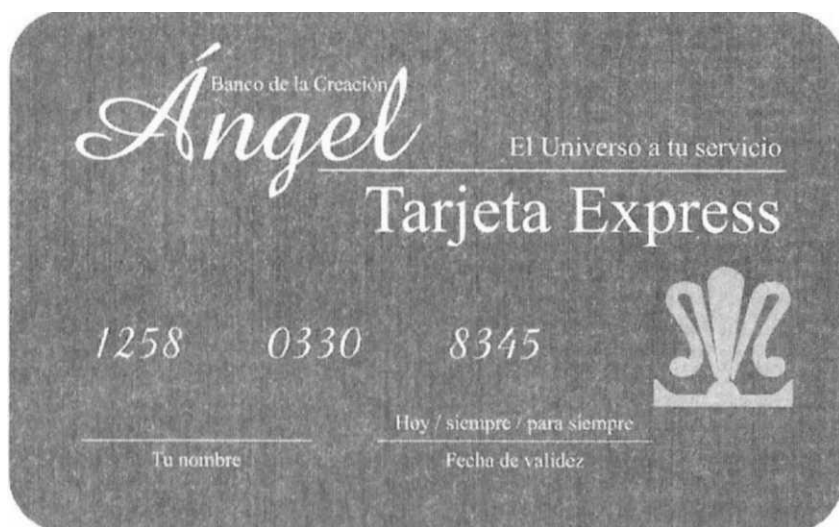 Banco de la Creación
Ángel
El Universo a tu servicio
Tarjeta Express
1258 0330 8345
Hoy / siempre / para siempre
Tu nombre
Fecha de validez